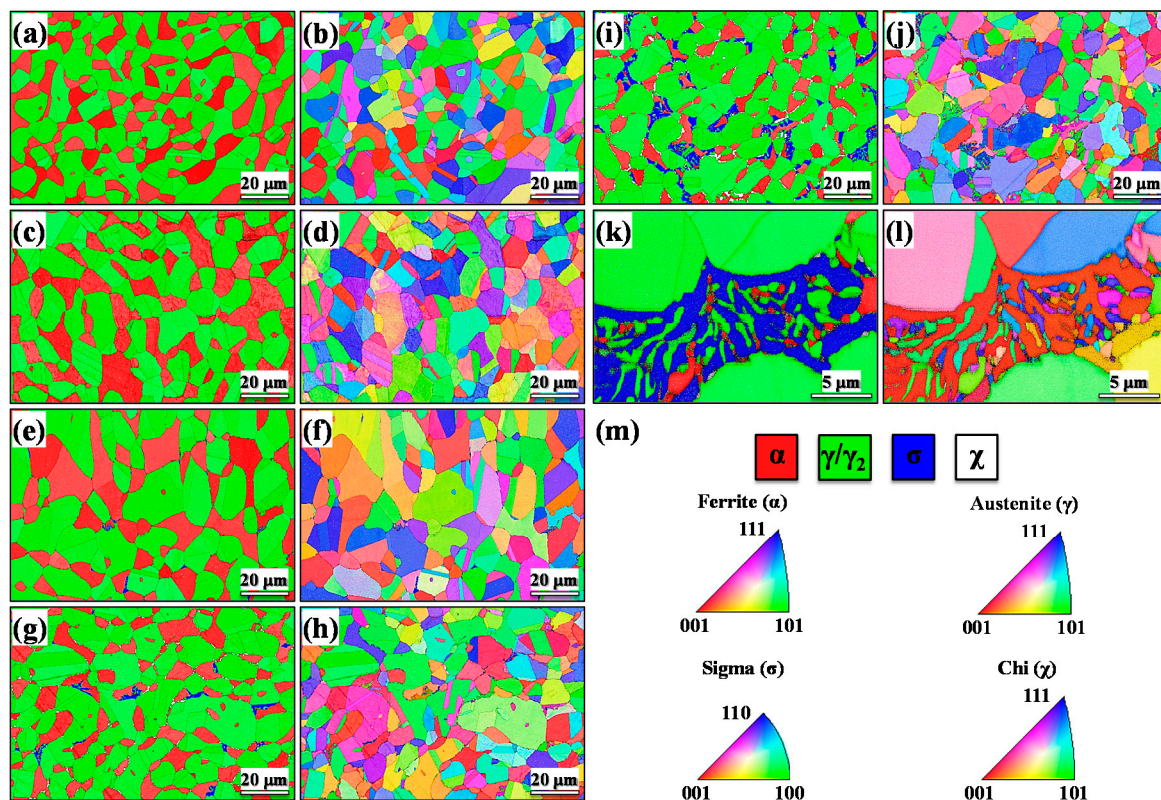 (a)
20 μm
(b)
20 μm
(i)
20 μm
(j)
20 μm
(c)
20 μm
(d)
20 μm
(k)
5 μm
(l)
5 μm
(e)
20 μm
(f)
20 μm
(m)
α γ/γ₂ σ χ
Ferrite (α)
111
001 101
Austenite (γ)
111
001 101
(g)
20 μm
(h)
20 μm
Sigma (σ)
110
001 100
Chi (χ)
111
001 101